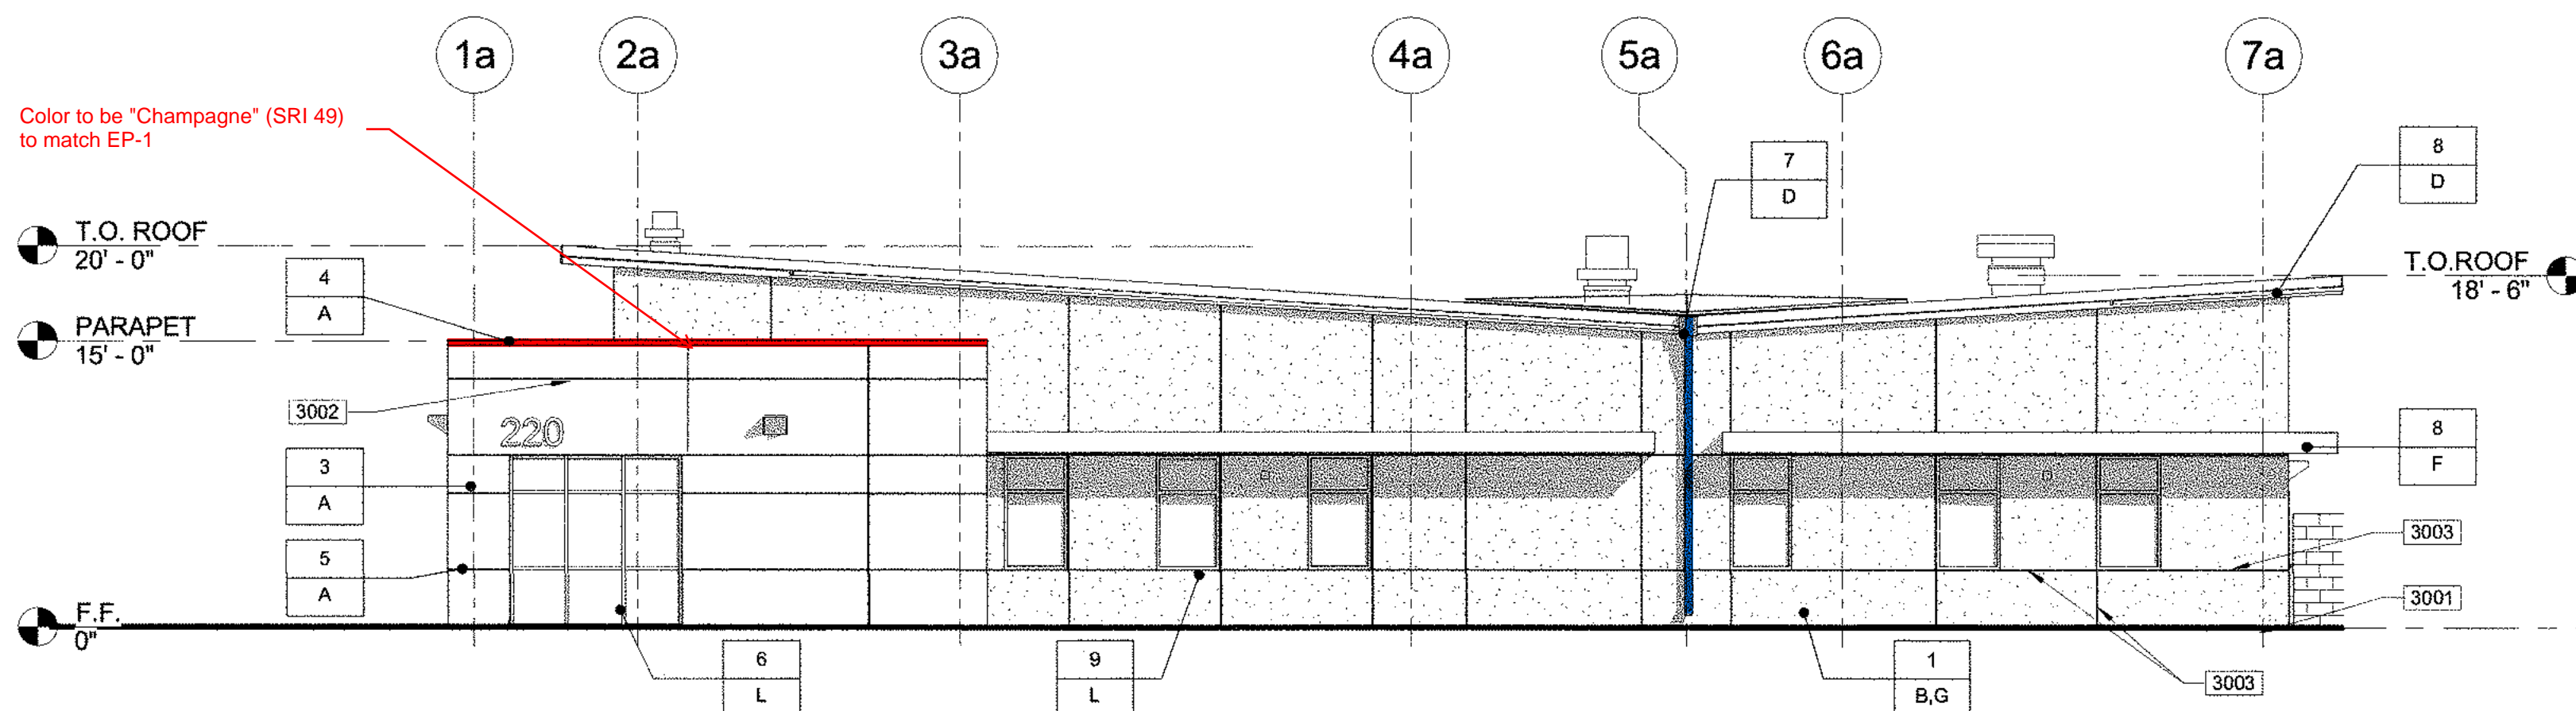 1a
2a
3a
4a
5a
6a
7a
Color to be "Champagne" (SRI 49)
to match EP-1
7
D
8
D
T.O. ROOF
20' - 0"
4
A
T.O.ROOF
18' - 6"
PARAPET
15' - 0"
3002
220
8
F
3
A
3003
5
A
3001
F.F.
0"
6
L
9
L
1
B,G
3003